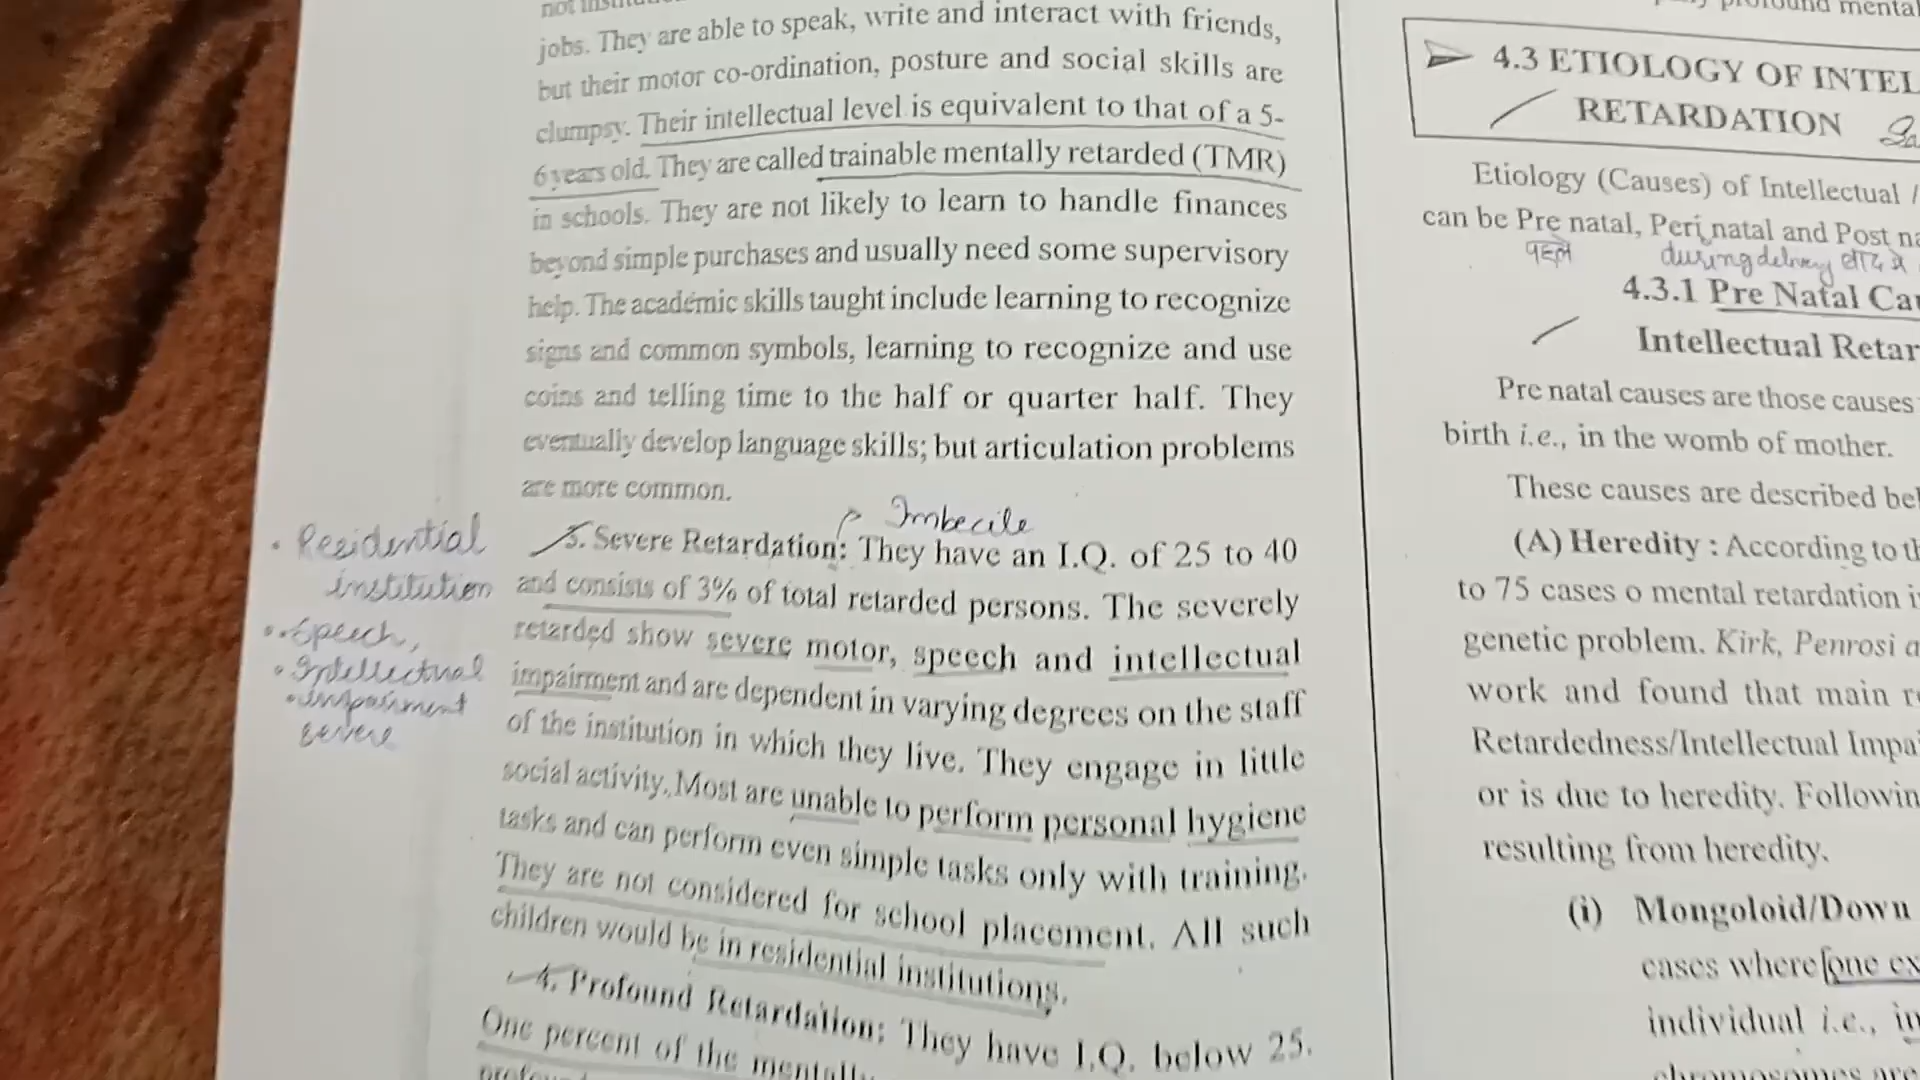 jobs. They are able to speak, write and interact with friends,
but their motor co-ordination, posture and social skills are
clumpsy. Their intellectual level is equivalent to that of a 5-
6 years old. They are called trainable mentally retarded (TMR)
in schools. They are not likely to learn to handle finances
beyond simple purchases and usually need some supervisory
help. The academic skills taught include learning to recognize
signs and common symbols, learning to recognize and use
coins and telling time to the half or quarter half. They
eventually develop language skills; but articulation problems
are more common.
Imbecile
3. Severe Retardation: They have an I.Q. of 25 to 40
and consists of 3% of total retarded persons. The severely
retarded show severe motor, speech and intellectual
impairment and are dependent in varying degrees on the staff
of the institution in which they live. They engage in little
social activity. Most are unable to perform personal hygiene
tasks and can perform even simple tasks only with training.
They are not considered for school placement. All such
children would be in residential institutions.
4. Profound Retardation: They have I.Q. below 25.
One percent of the mentally
• Residential
institution
• Speech,
• Intellectual
• impairment
severe
4.3 ETIOLOGY OF INTEL
RETARDATION
Etiology (Causes) of Intellectual /
can be Pre natal, Peri natal and Post na
पहले during delivery बाद में
4.3.1 Pre Natal Cau
Intellectual Retar
Pre natal causes are those causes
birth i.e., in the womb of mother.
These causes are described bel
(A) Heredity : According to th
to 75 cases o mental retardation i
genetic problem. Kirk, Penrosi a
work and found that main r
Retardedness/Intellectual Impa
or is due to heredity. Followin
resulting from heredity.
(i) Mongoloid/Down
cases where [one ex
individual i.e., in
chromosomes are